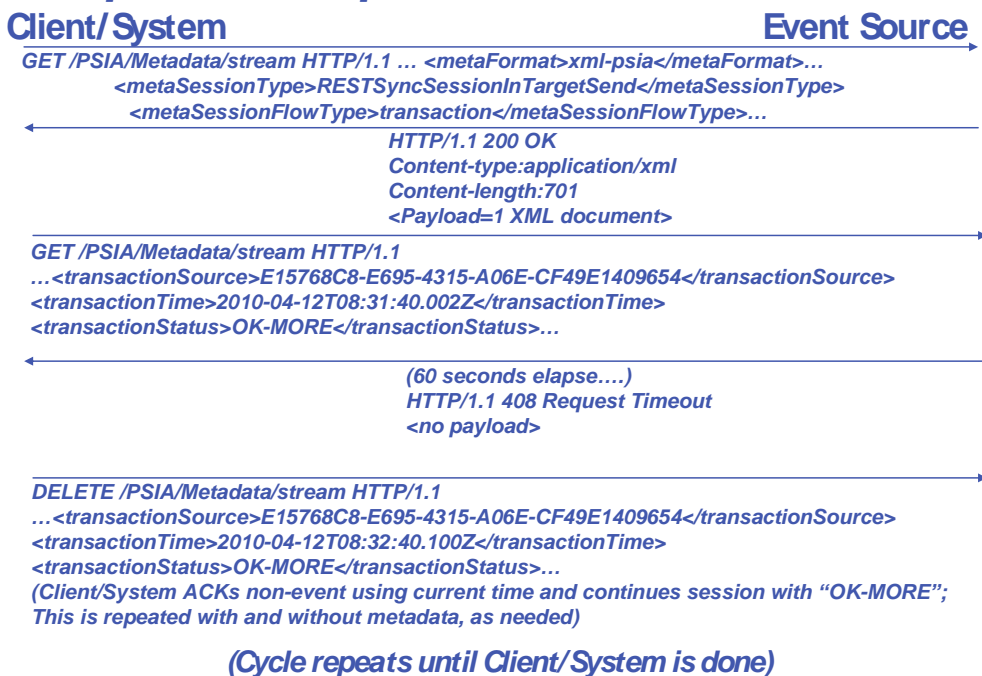 Client/System Event Source
GET /PSIA/Metadata/stream HTTP/1.1 … <metaFormat>xml-psia</metaFormat>…
<metaSessionType>RESTSyncSessionInTargetSend</metaSessionType>
<metaSessionFlowType>transaction</metaSessionFlowType>…
HTTP/1.1 200 OK
Content-type:application/xml
Content-length:701
<Payload=1 XML document>
GET /PSIA/Metadata/stream HTTP/1.1
…<transactionSource>E15768C8-E695-4315-A06E-CF49E1409654</transactionSource>
<transactionTime>2010-04-12T08:31:40.002Z</transactionTime>
<transactionStatus>OK-MORE</transactionStatus>…
(60 seconds elapse….)
HTTP/1.1 408 Request Timeout
<no payload>
DELETE /PSIA/Metadata/stream HTTP/1.1
…<transactionSource>E15768C8-E695-4315-A06E-CF49E1409654</transactionSource>
<transactionTime>2010-04-12T08:32:40.100Z</transactionTime>
<transactionStatus>OK-MORE</transactionStatus>…
(Client/System ACKs non-event using current time and continues session with “OK-MORE”;
This is repeated with and without metadata, as needed)
(Cycle repeats until Client/System is done)